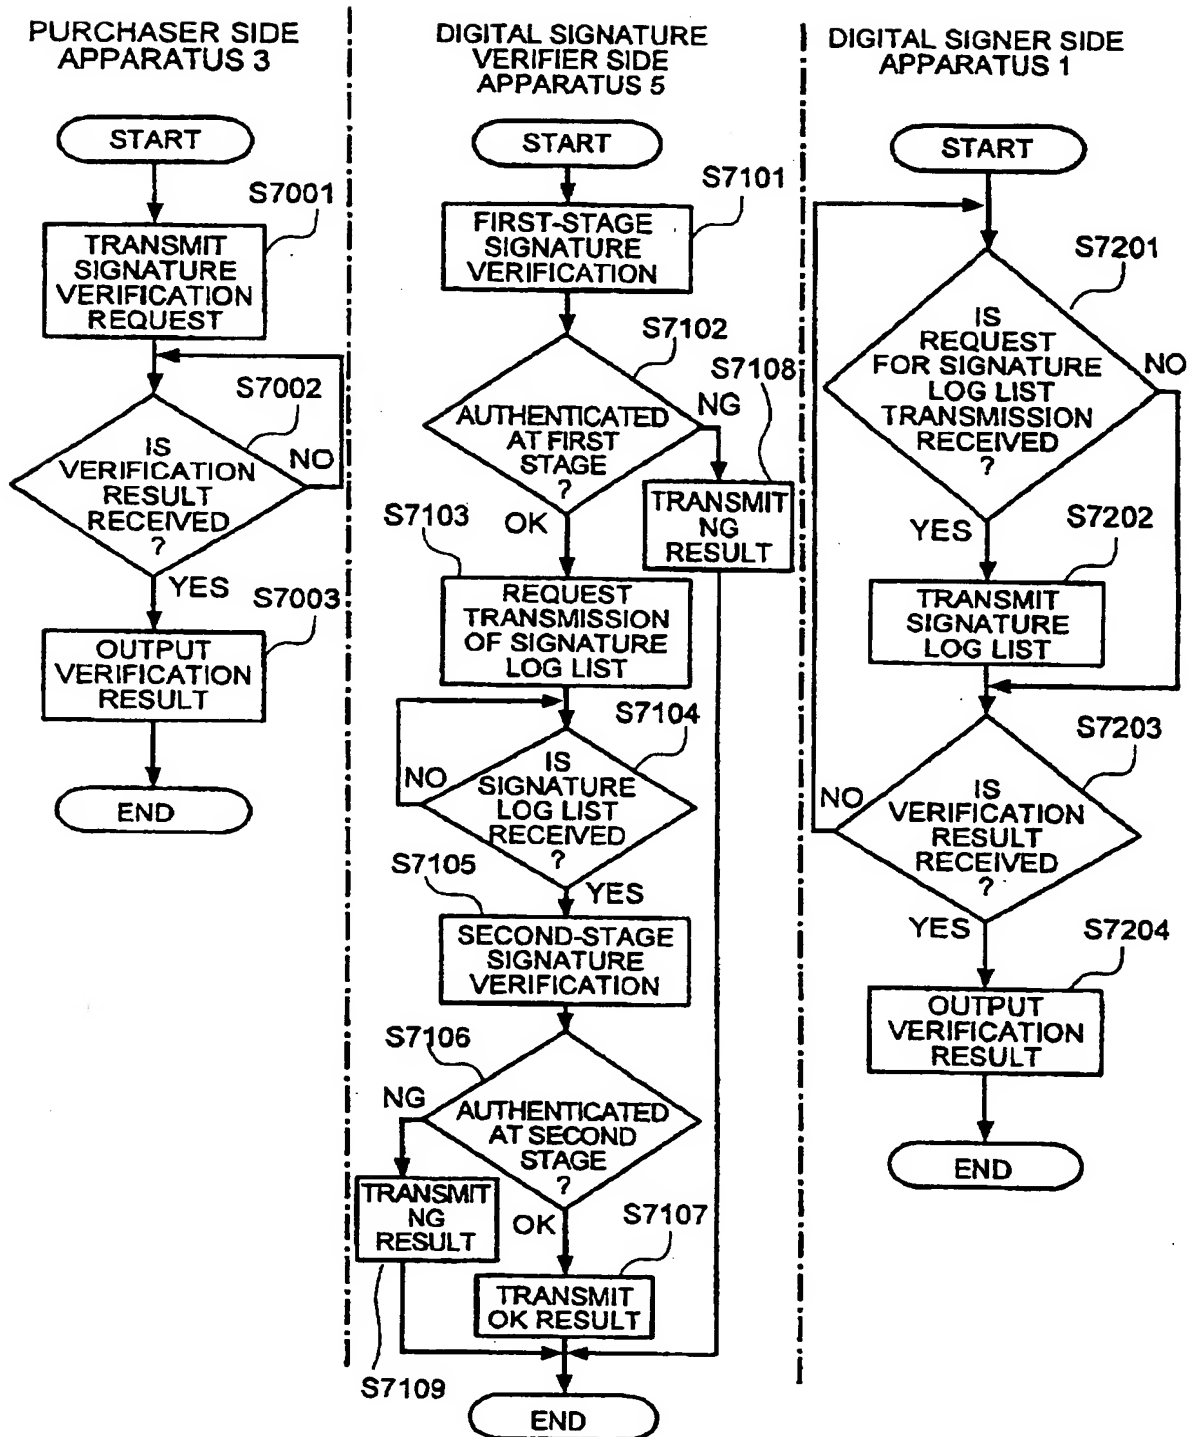 PURCHASER SIDE
APPARATUS 3
START
S7001
TRANSMIT
SIGNATURE
VERIFICATION
REQUEST
S7002
IS
VERIFICATION
RESULT
RECEIVED
?
NO
YES
S7003
OUTPUT
VERIFICATION
RESULT
END
DIGITAL SIGNATURE
VERIFIER SIDE
APPARATUS 5
START
S7101
FIRST-STAGE
SIGNATURE
VERIFICATION
S7102
AUTHENTICATED
AT FIRST
STAGE
?
NG
S7108
TRANSMIT
NG
RESULT
OK
S7103
REQUEST
TRANSMISSION
OF SIGNATURE
LOG LIST
S7104
IS
SIGNATURE
LOG LIST
RECEIVED
?
NO
YES
S7105
SECOND-STAGE
SIGNATURE
VERIFICATION
S7106
AUTHENTICATED
AT SECOND
STAGE
?
NG
TRANSMIT
NG
RESULT
S7109
OK
S7107
TRANSMIT
OK RESULT
END
DIGITAL SIGNER SIDE
APPARATUS 1
START
S7201
IS
REQUEST
FOR SIGNATURE
LOG LIST
TRANSMISSION
RECEIVED
?
NO
YES
S7202
TRANSMIT
SIGNATURE
LOG LIST
S7203
IS
VERIFICATION
RESULT
RECEIVED
?
NO
YES
S7204
OUTPUT
VERIFICATION
RESULT
END